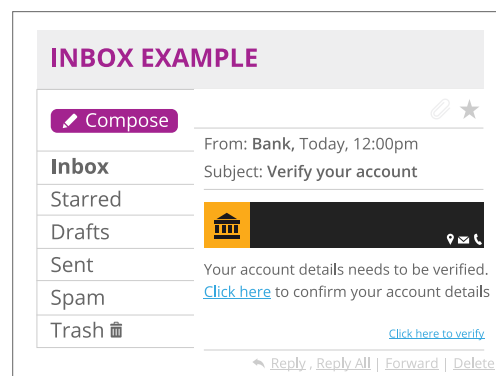 INBOX EXAMPLE
Compose
Inbox
Starred
Drafts
Sent
Spam
Trash
From: Bank, Today, 12:00pm
Subject: Verify your account
Your account details needs to be verified.
Click here to confirm your account details
Click here to verify
Reply , Reply All | Forward | Delete